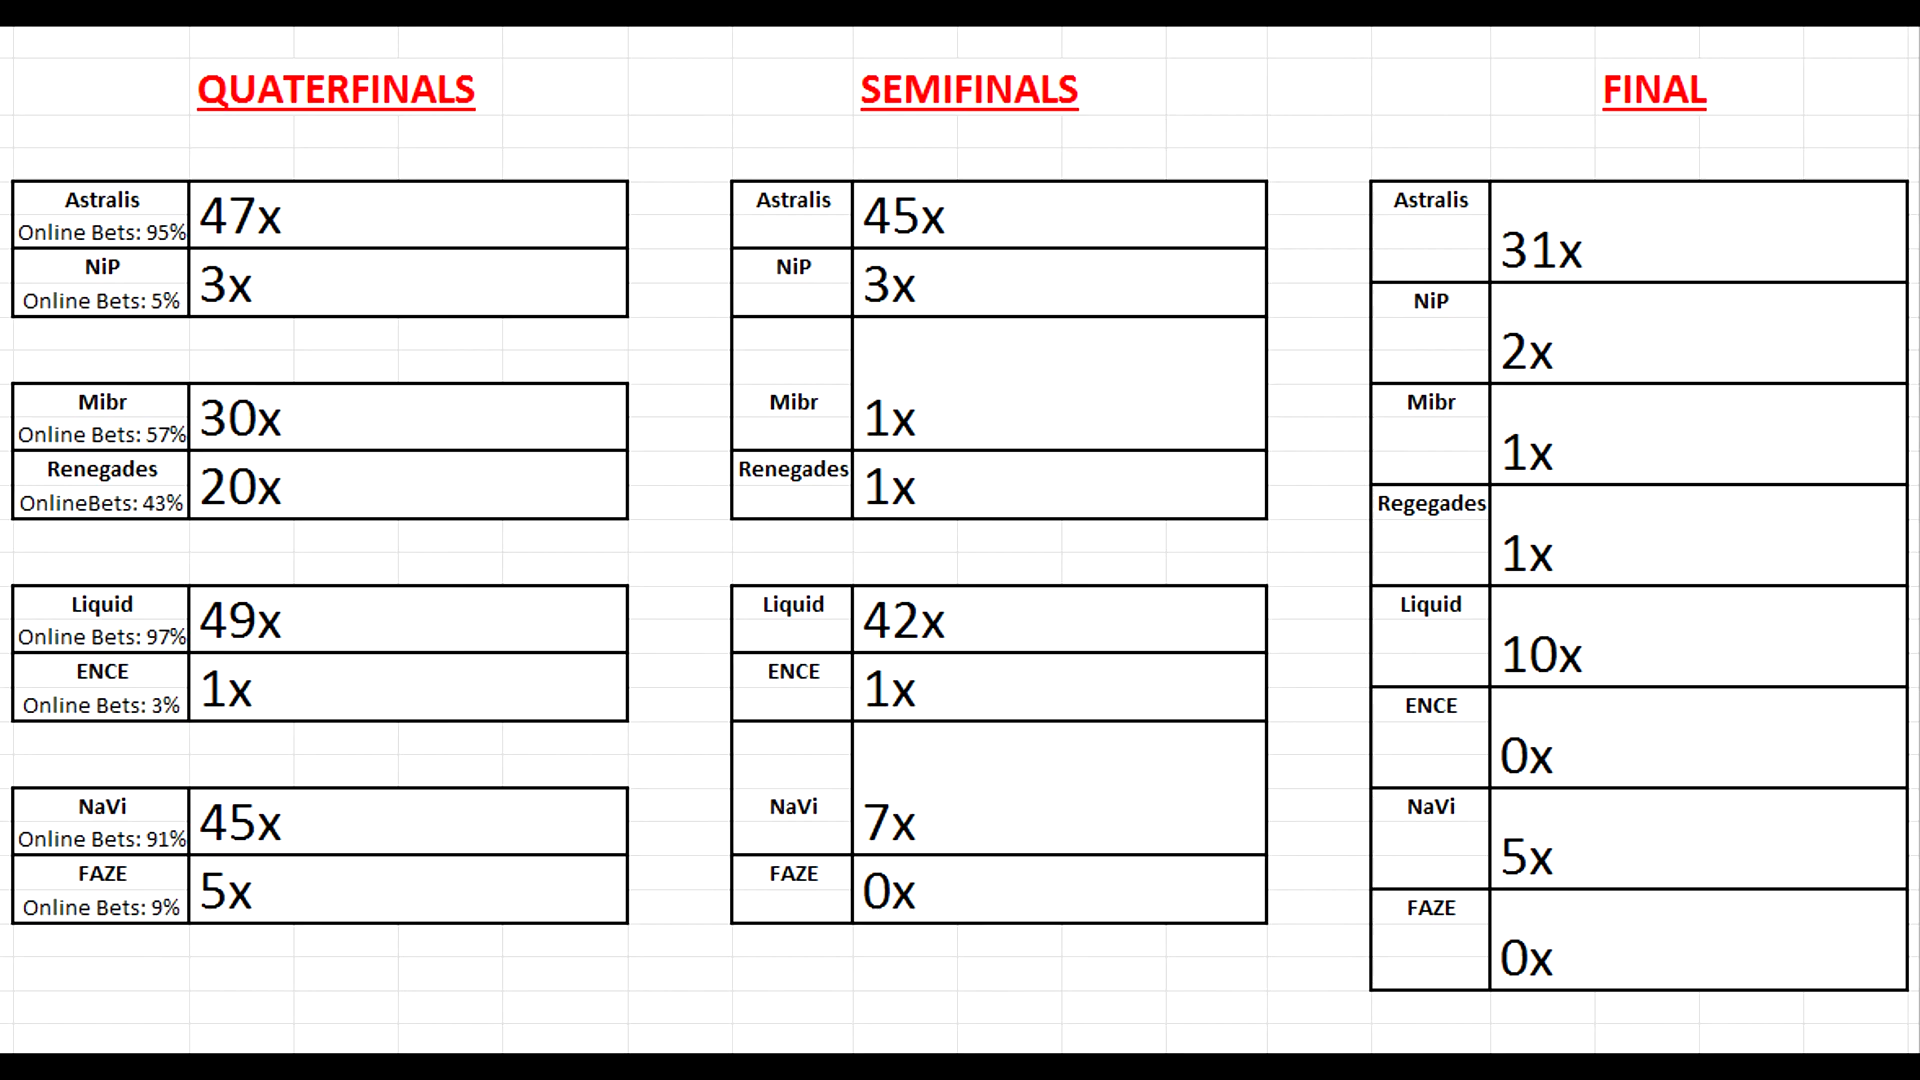 QUATERFINALS
Astralis
Online Bets: 95%
47x
NiP
Online Bets: 5%
3x
Mibr
Online Bets: 57%
30x
Renegades
OnlineBets: 43%
20x
Liquid
Online Bets: 97%
49x
ENCE
Online Bets: 3%
1x
NaVi
Online Bets: 91%
45x
FAZE
Online Bets: 9%
5x
SEMIFINALS
Astralis
45x
NiP
3x
Mibr
1x
Renegades
1x
Liquid
42x
ENCE
1x
NaVi
7x
FAZE
0x
FINAL
Astralis
31x
NiP
2x
Mibr
1x
Regegades
1x
Liquid
10x
ENCE
0x
NaVi
5x
FAZE
0x